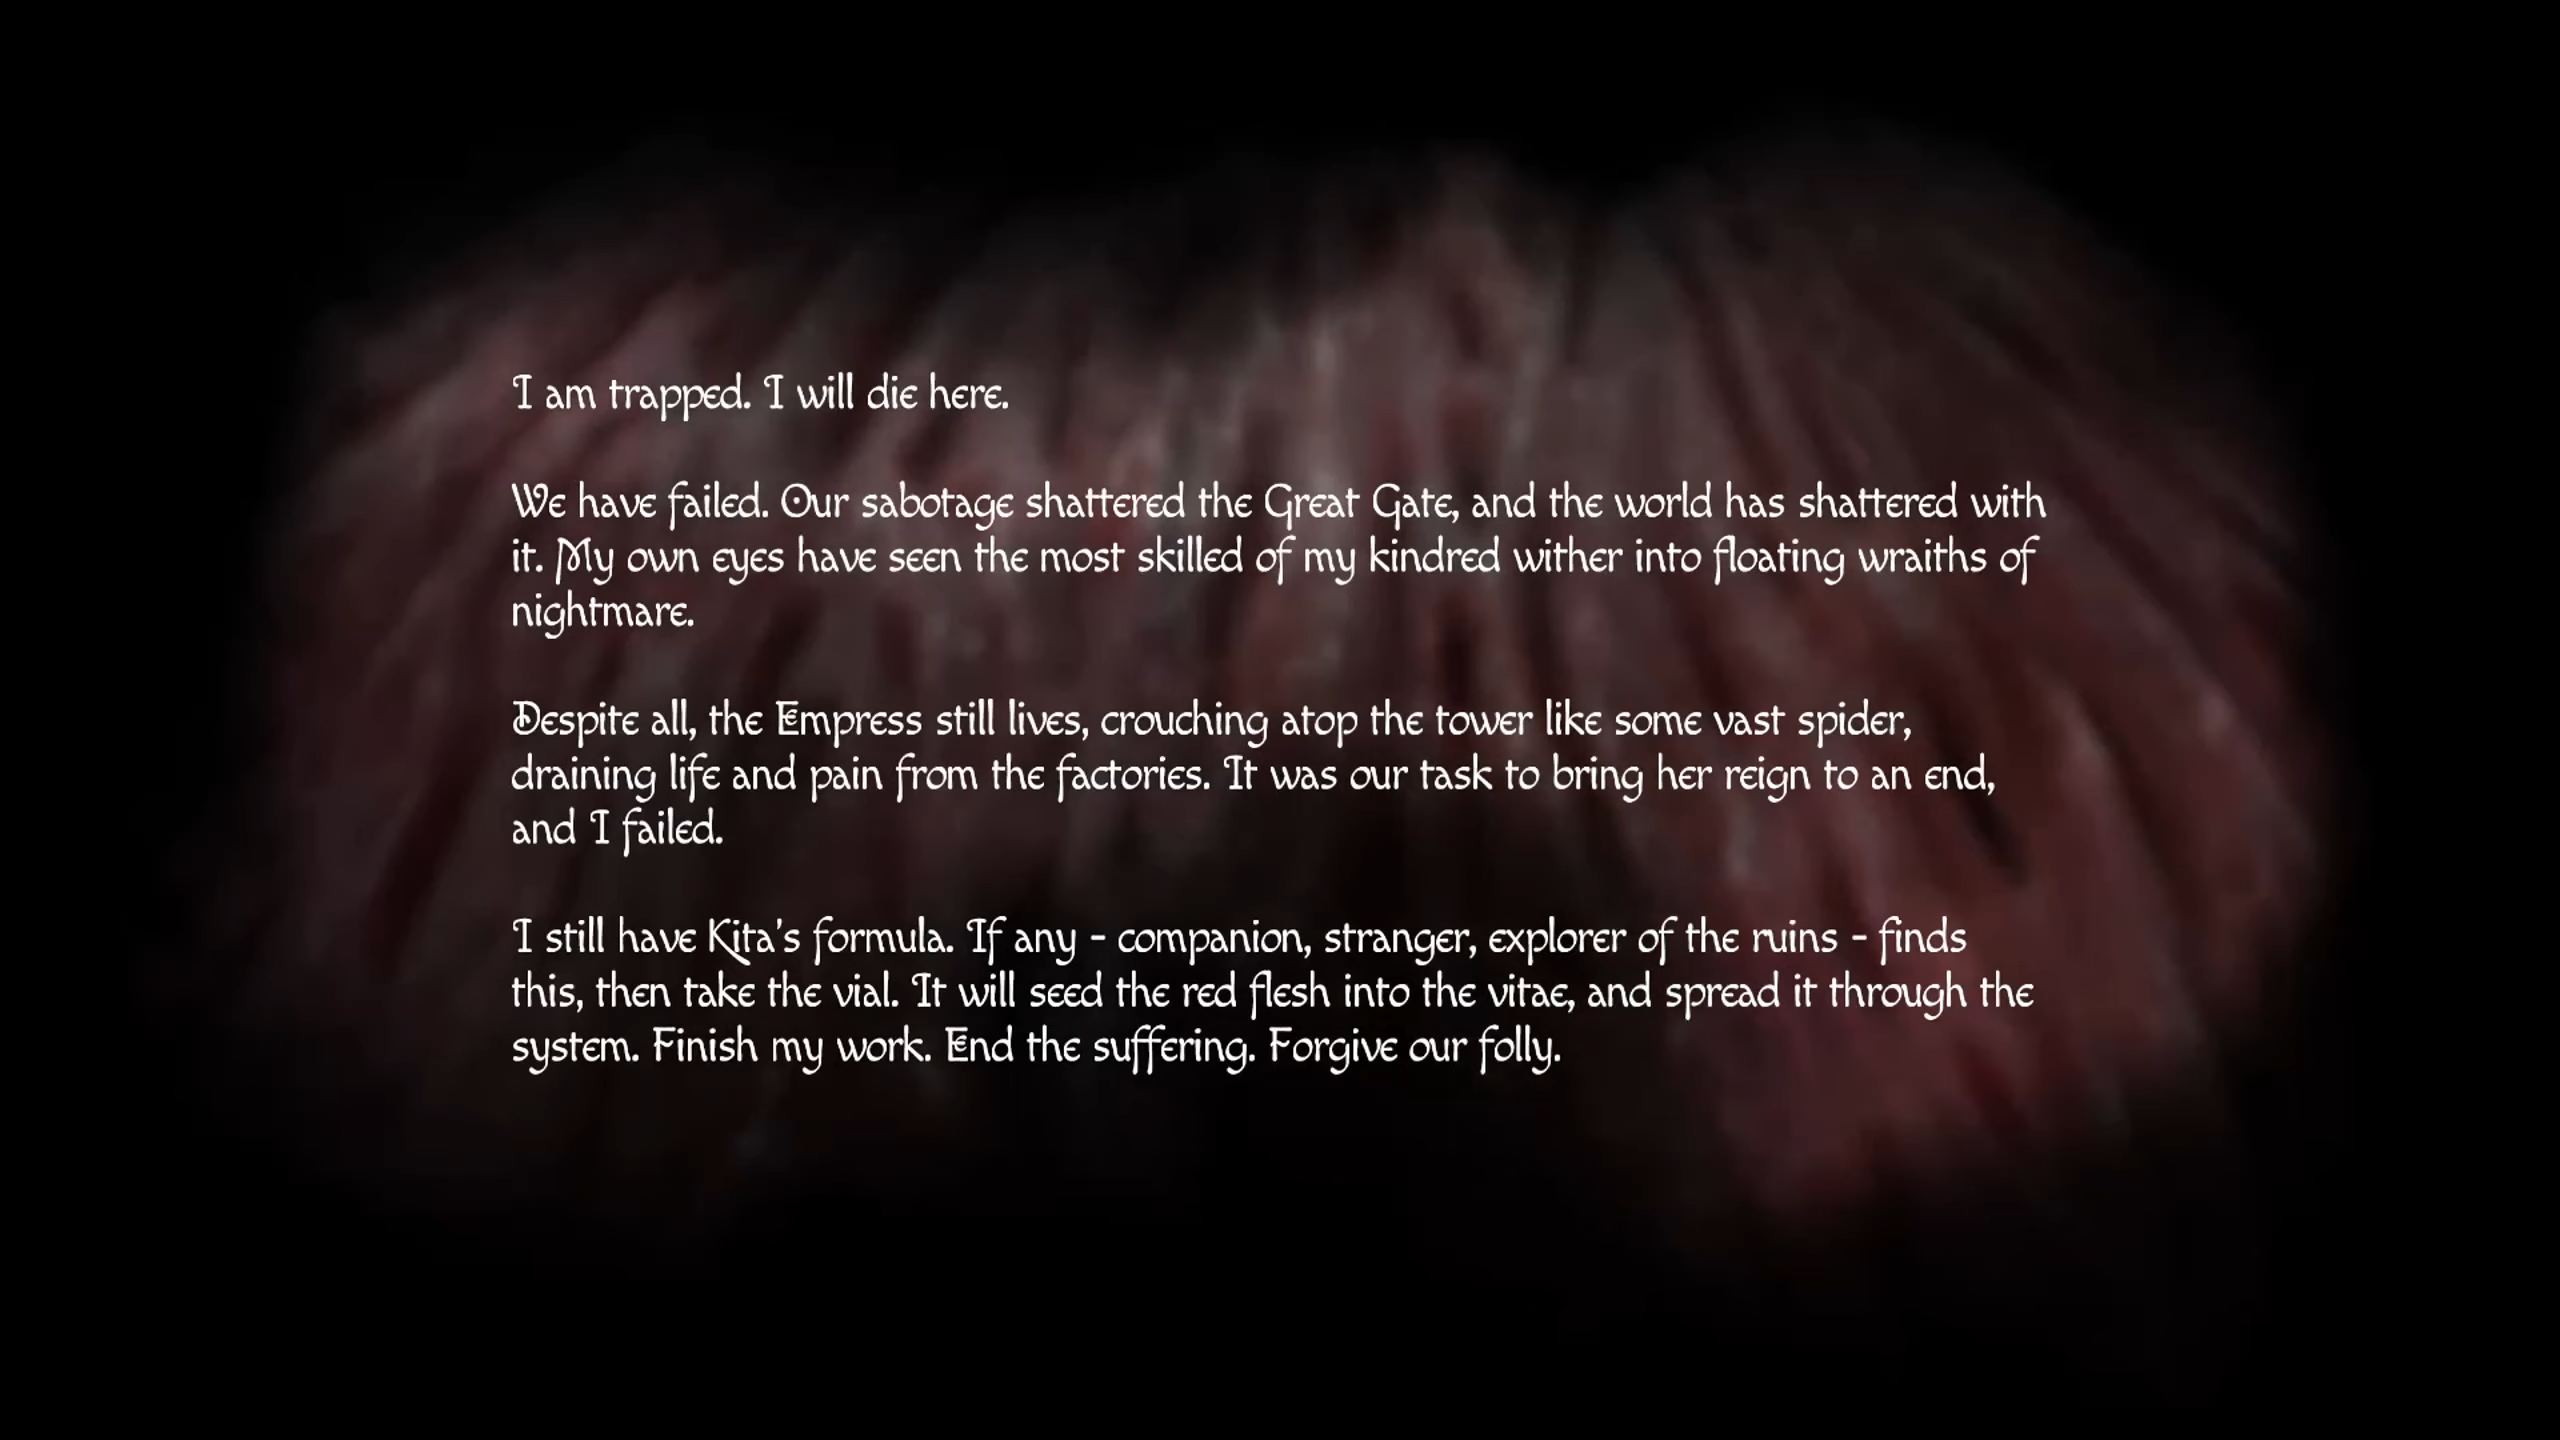 I am trapped. I will die here.
We have failed. Our sabotage shattered the Great Gate, and the world has shattered with
it. My own eyes have seen the most skilled of my kindred wither into floating wraiths of
nightmare.
Despite all, the Empress still lives, crouching atop the tower like some vast spider,
draining life and pain from the factories. It was our task to bring her reign to an end,
and I failed.
I still have Kita's formula. If any - companion, stranger, explorer of the ruins - finds
this, then take the vial. It will seed the red flesh into the vitae, and spread it through the
system. Finish my work. End the suffering. Forgive our folly.